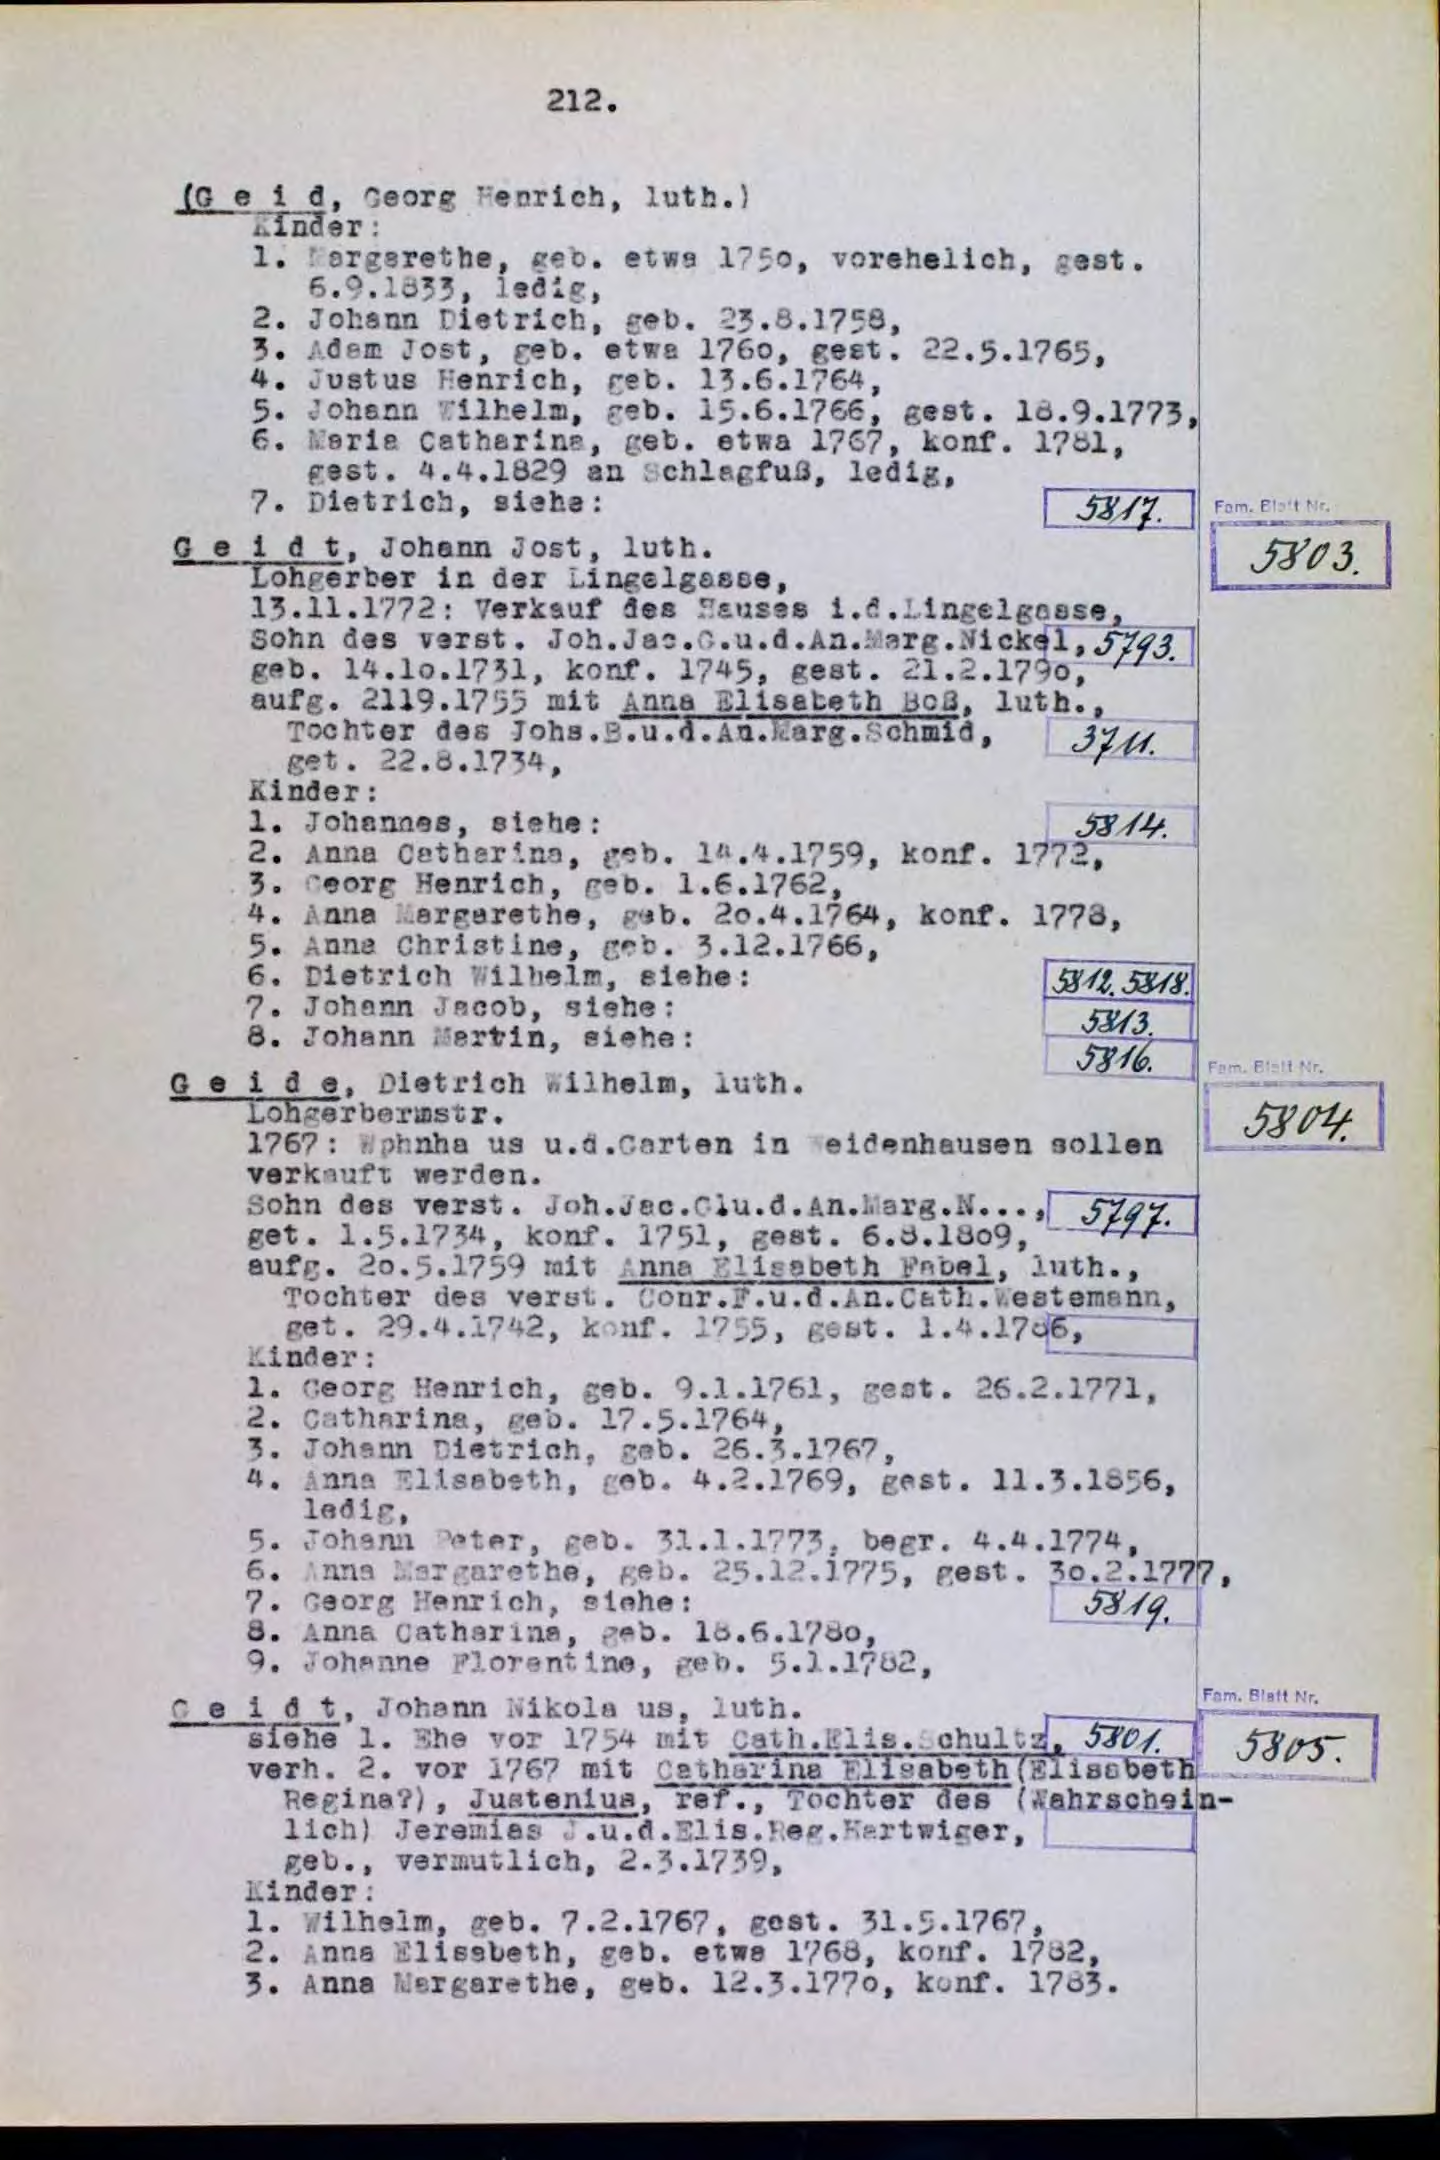 212.
(G e i d, Georg Henrich, luth.)
Kinder:
1. Margarethe, geb. etwa 175o, vorehelich, gest.
6.9.1833, ledig,
2. Johann Dietrich, geb. 23.8.1758,
3. Adam Jost, geb. etwa 176o, gest. 22.5.1765,
4. Justus Henrich, geb. 13.6.1764,
5. Johann Wilhelm, geb. 15.6.1766, gest. 18.9.1773,
6. Maria Catharina, geb. etwa 1767, konf. 1781,
gest. 4.4.1829 an Schlagfuß, ledig,
7. Dietrich, siehe: 5817.
Fam. Blatt Nr.
G e i d t, Johann Jost, luth. 5803.
Lohgerber in der Lingelgasse,
13.11.1772: Verkauf des Hauses i.d.Lingelgasse,
Sohn des verst. Joh.Jac.G.u.d.An.Marg.Nickel, 5793.
geb. 14.1o.1731, konf. 1745, gest. 21.2.179o,
aufg. 2119.1755 mit Anna Elisabeth Boß, luth.,
Tochter des Johs.B.u.d.An.Marg.Schmid, 3711.
get. 22.8.1734,
Kinder:
1. Johannes, siehe: 5814.
2. Anna Catharina, geb. 14.4.1759, konf. 1772,
3. Georg Henrich, geb. 1.6.1762,
4. Anna Margarethe, geb. 2o.4.1764, konf. 1778,
5. Anna Christine, geb. 3.12.1766,
6. Dietrich Wilhelm, siehe: 5812. 5818.
7. Johann Jacob, siehe: 5813.
8. Johann Martin, siehe: 5816.
Fam. Blatt Nr.
G e i d e, Dietrich Wilhelm, luth. 5804.
Lohgerbermstr.
1767: Wphnha us u.d.Garten in Weidenhausen sollen
verkauft werden.
Sohn des verst. Joh.Jac.Glu.d.An.Marg.N..., 5797.
get. 1.5.1734, konf. 1751, gest. 6.8.18o9,
aufg. 2o.5.1759 mit Anna Elisabeth Fabel, luth.,
Tochter des verst. Conr.F.u.d.An.Cath.Westemann,
get. 29.4.1742, konf. 1755, gest. 1.4.1786,
Kinder:
1. Georg Henrich, geb. 9.1.1761, gest. 26.2.1771,
2. Catharina, geb. 17.5.1764,
3. Johann Dietrich, geb. 26.3.1767,
4. Anna Elisabeth, geb. 4.2.1769, gest. 11.3.1856,
ledig,
5. Johann Peter, geb. 31.1.1773, begr. 4.4.1774,
6. Anna Margarethe, geb. 25.12.1775, gest. 3o.2.1777,
7. Georg Henrich, siehe: 5819.
8. Anna Catharina, geb. 18.6.178o,
9. Johanne Florentine, geb. 5.1.1782,
Fam. Blatt Nr.
G e i d t, Johann Nikola us, luth.
siehe 1. Ehe vor 1754 mit Cath.Elis.Schultz, 5801. 5805.
verh. 2. vor 1767 mit Catharina Elisabeth(Elisabeth
Regina?), Justenius, ref., Tochter des (Wahrschein-
lich) Jeremias J.u.d.Elis.Reg.Hartwiger,
geb., vermutlich, 2.3.1739,
Kinder:
1. Wilhelm, geb. 7.2.1767, gest. 31.5.1767,
2. Anna Elisabeth, geb. etwa 1768, konf. 1782,
3. Anna Margarethe, geb. 12.3.177o, konf. 1783.